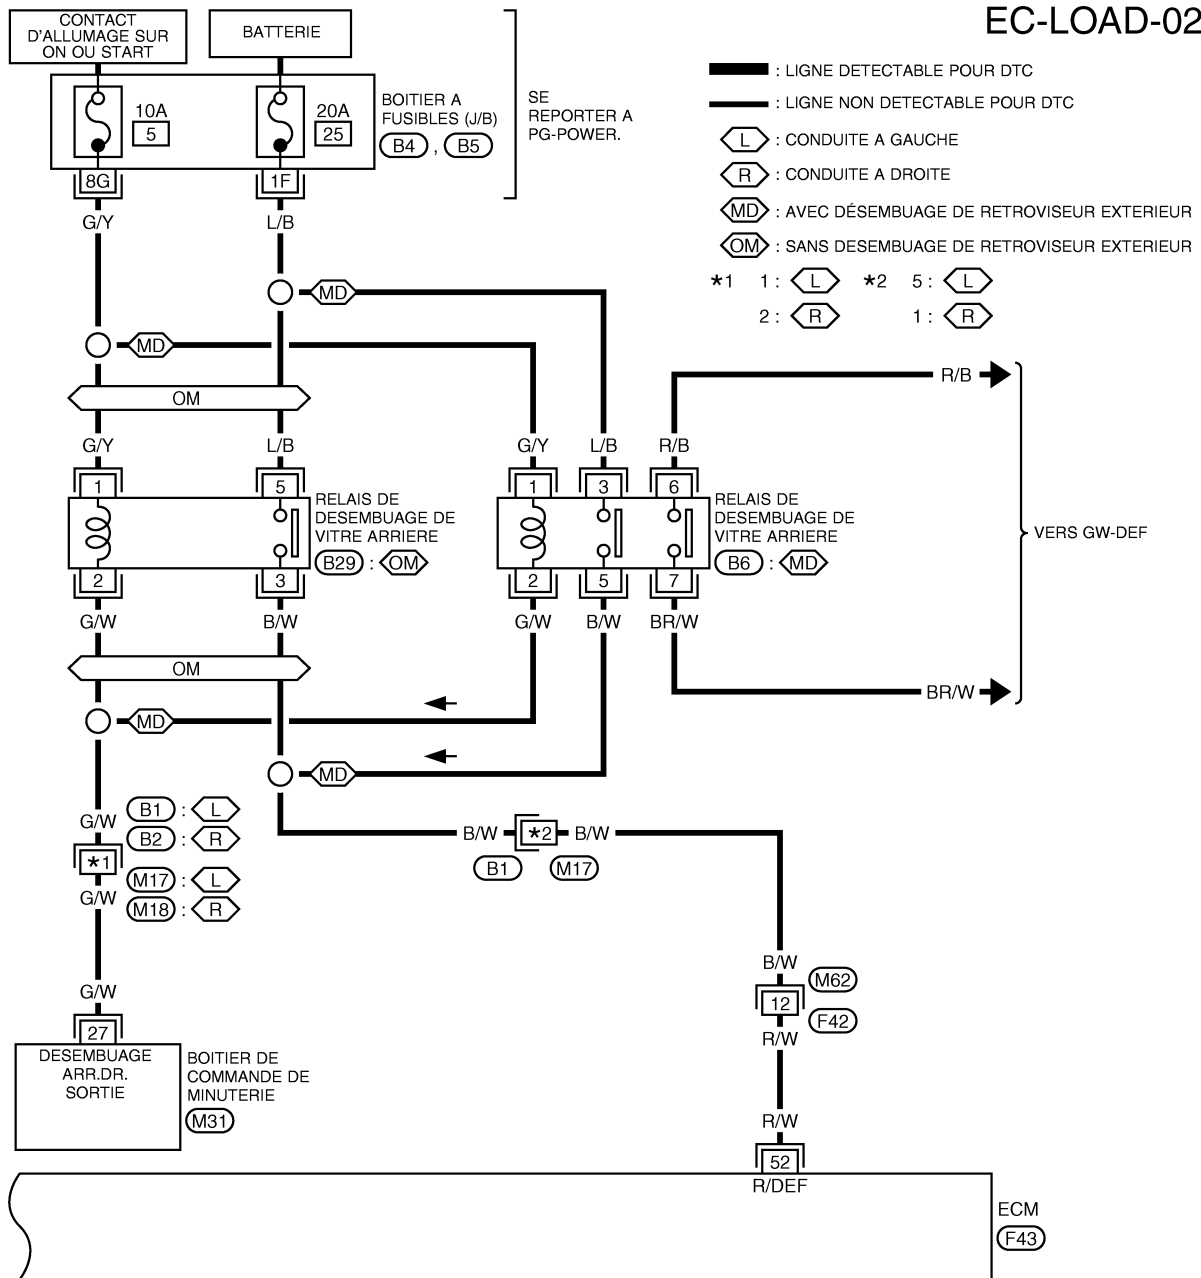 EC-LOAD-02
CONTACT
D'ALLUMAGE SUR
ON OU START
BATTERIE
10A
5
20A
25
BOITIER A
FUSIBLES (J/B)
B4 , B5
SE
REPORTER A
PG-POWER.
: LIGNE DETECTABLE POUR DTC
: LIGNE NON DETECTABLE POUR DTC
L : CONDUITE A GAUCHE
R : CONDUITE A DROITE
MD : AVEC DÉSEMBUAGE DE RETROVISEUR EXTERIEUR
OM : SANS DESEMBUAGE DE RETROVISEUR EXTERIEUR
*1 1 : L *2 5 : L
2 : R 1 : R
8G 1F
G/Y L/B
MD
MD
OM
R/B
G/Y L/B G/Y L/B R/B
1 5 1 3 6
RELAIS DE
DESEMBUAGE DE
VITRE ARRIERE
B29 : OM
RELAIS DE
DESEMBUAGE DE
VITRE ARRIERE
B6 : MD
VERS GW-DEF
2 3 2 5 7
G/W B/W G/W B/W BR/W
OM
BR/W
MD
MD
G/W
B1 : L
B2 : R
*1
M17 : L
M18 : R
G/W
B/W *2 B/W
B1 M17
B/W
M62
12
F42
R/W
G/W
27
DESEMBUAGE
ARR.DR.
SORTIE
BOITIER DE
COMMANDE DE
MINUTERIE
M31
R/W
52
R/DEF
ECM
F43